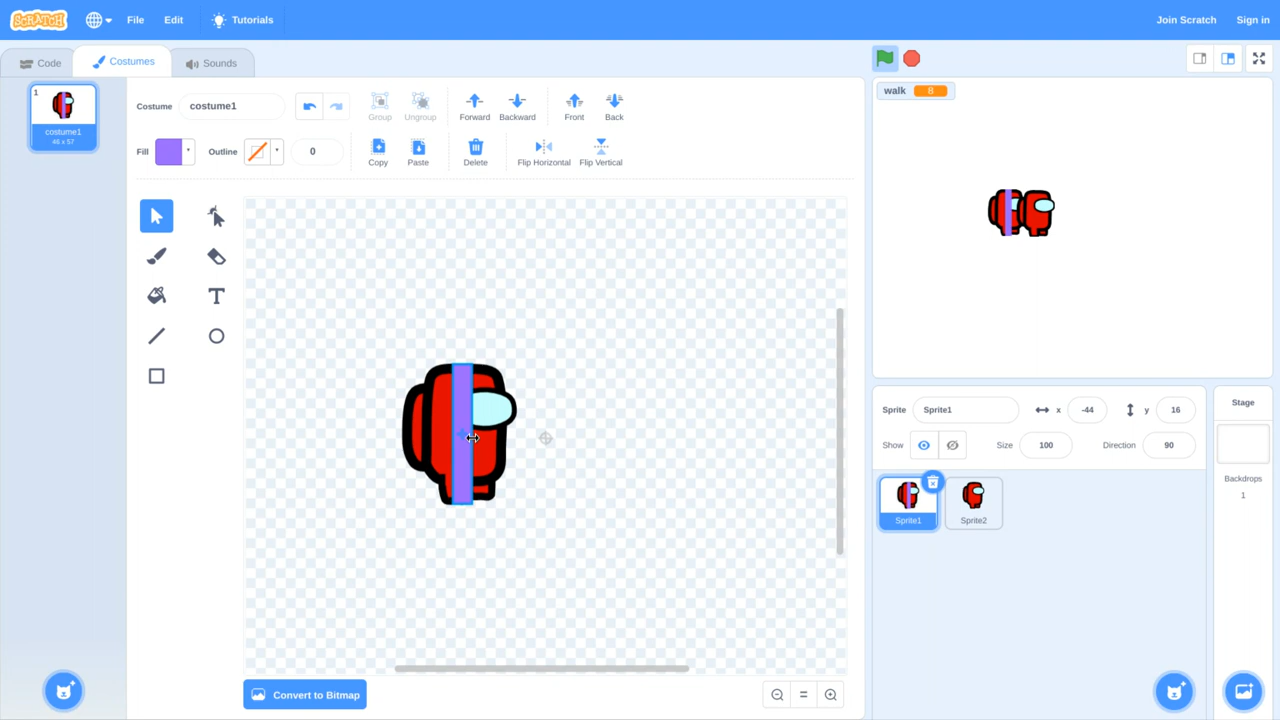 SCRATCH File Edit Tutorials Join Scratch Sign in
Code Costumes Sounds
1
costume1
46 x 57
Costume costume1 Group Ungroup Forward Backward Front Back
Fill Outline 0 Copy Paste Delete Flip Horizontal Flip Vertical
Convert to Bitmap
walk 8
Sprite Sprite1 x -44 y 16
Show Size 100 Direction 90
Sprite1 Sprite2
Stage
Backdrops
1